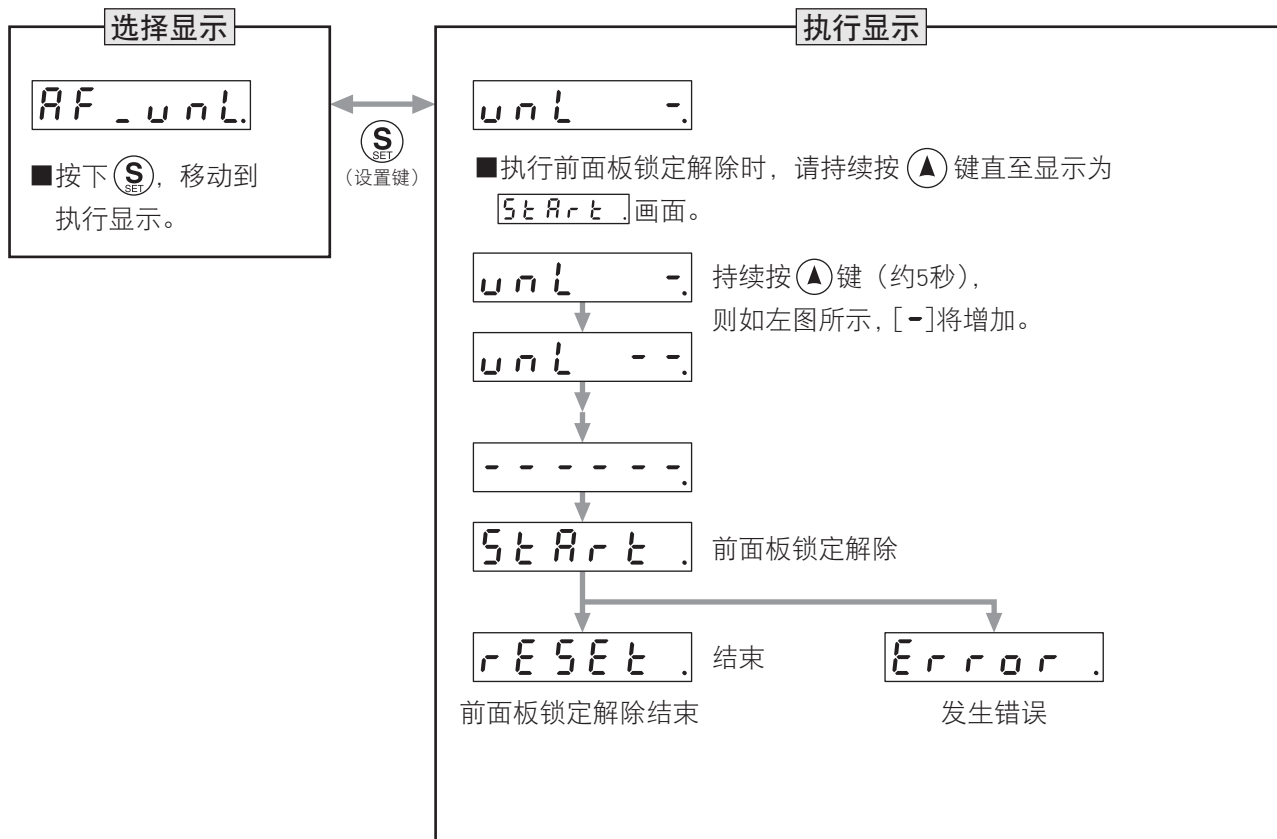 选择显示
AF_unL.
■按下 S SET，移动到
执行显示。
S SET
（设置键）
执行显示
unL -.
■执行前面板锁定解除时，请持续按 ▲ 键直至显示为
StArt .画面。
unL -.
持续按 ▲ 键（约5秒），
则如左图所示，[-]将增加。
unL --.
------.
StArt .
前面板锁定解除
rESEt .
结束
前面板锁定解除结束
Error .
发生错误